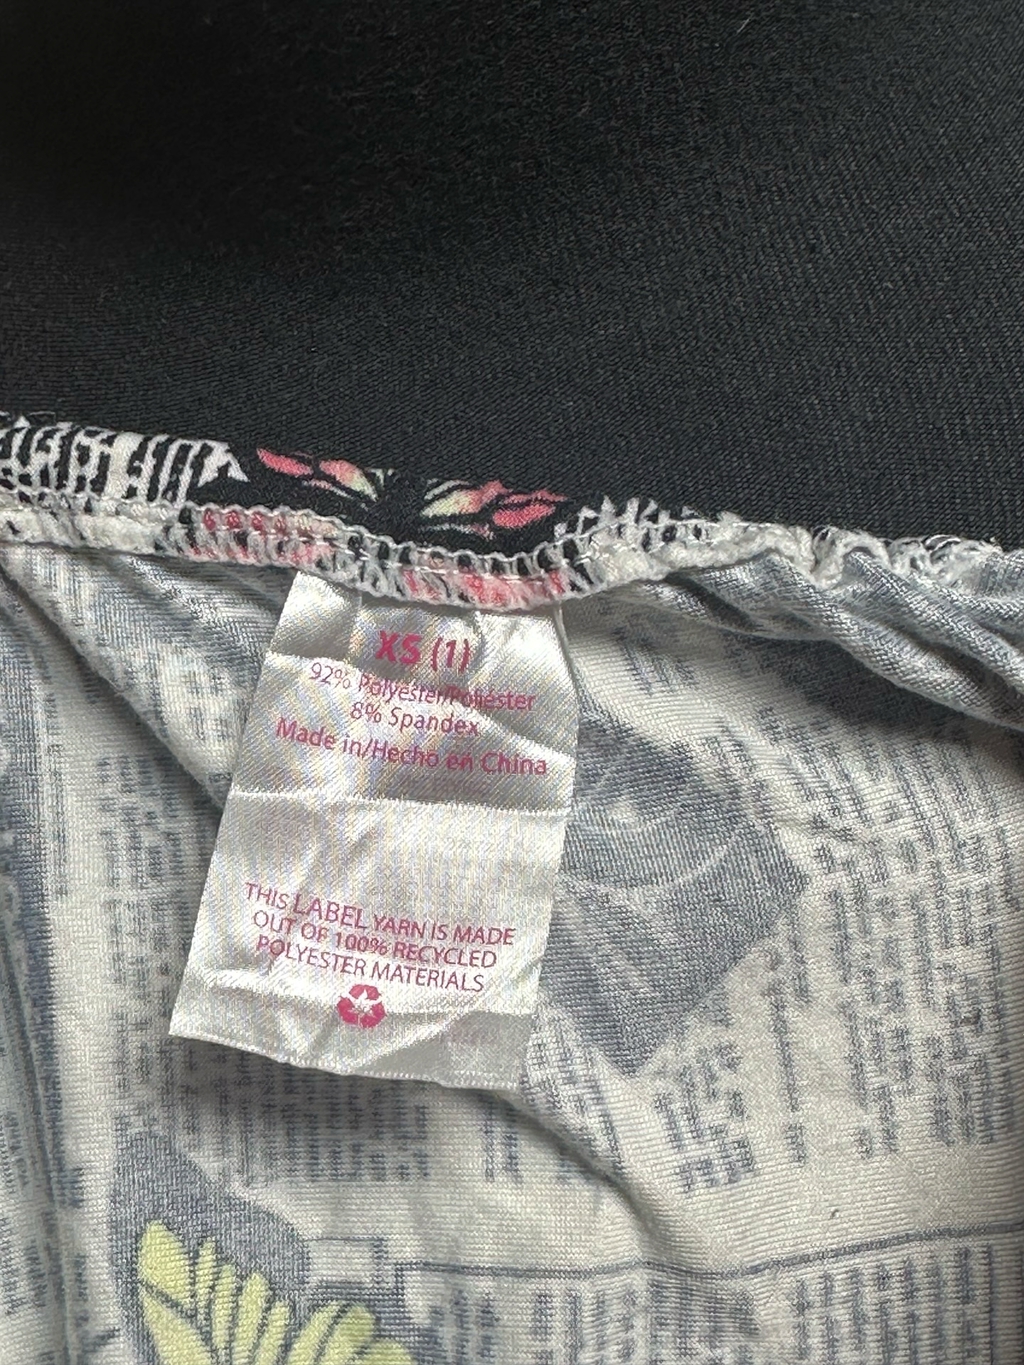 XS (1)
92% Polyester/Poliéster
8% Spandex
Made in/Hecho en China
THIS LABEL YARN IS MADE
OUT OF 100% RECYCLED
POLYESTER MATERIALS